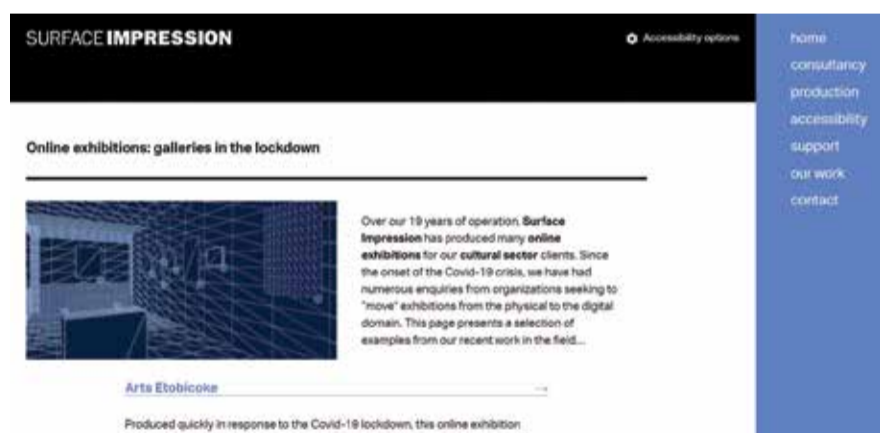 SURFACE IMPRESSION
Accessibility options
home
consultancy
production
accessibility
support
our work
contact
Online exhibitions: galleries in the lockdown
Over our 19 years of operation, Surface
Impression has produced many online
exhibitions for our cultural sector clients. Since
the onset of the Covid-19 crisis, we have had
numerous enquiries from organizations seeking to
"move" exhibitions from the physical to the digital
domain. This page presents a selection of
examples from our recent work in the field...
Arts Etobicoke →
Produced quickly in response to the Covid-19 lockdown, this online exhibition